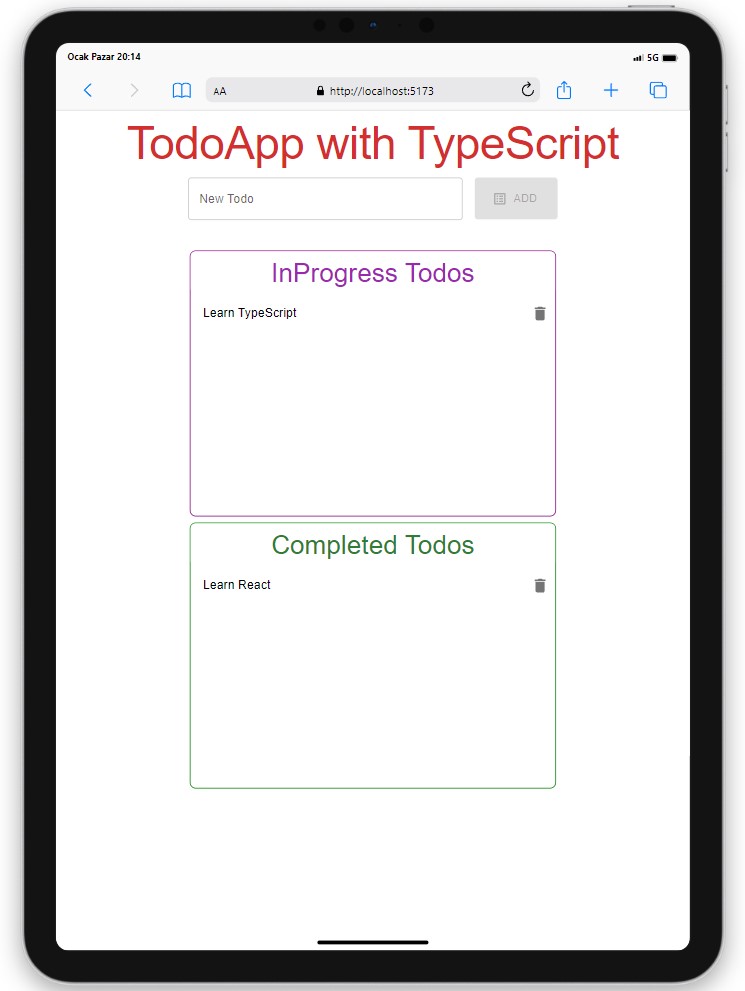 Ocak Pazar 20:14
5G
AA
http://localhost:5173
TodoApp with TypeScript
New Todo
ADD
InProgress Todos
Learn TypeScript
Completed Todos
Learn React